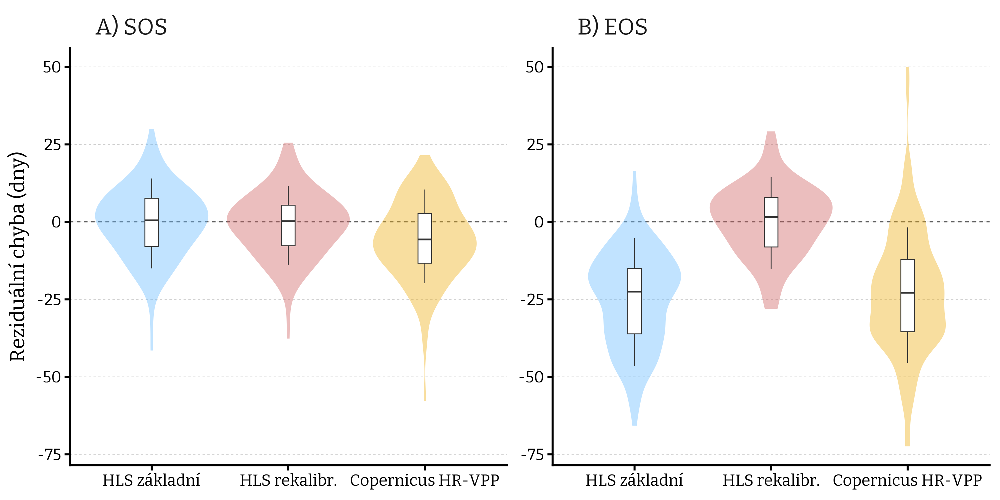 A) SOS
B) EOS
Reziduální chyba (dny)
50
25
0
-25
-50
-75
HLS základní
HLS rekalibr.
Copernicus HR-VPP
50
25
0
-25
-50
-75
HLS základní
HLS rekalibr.
Copernicus HR-VPP